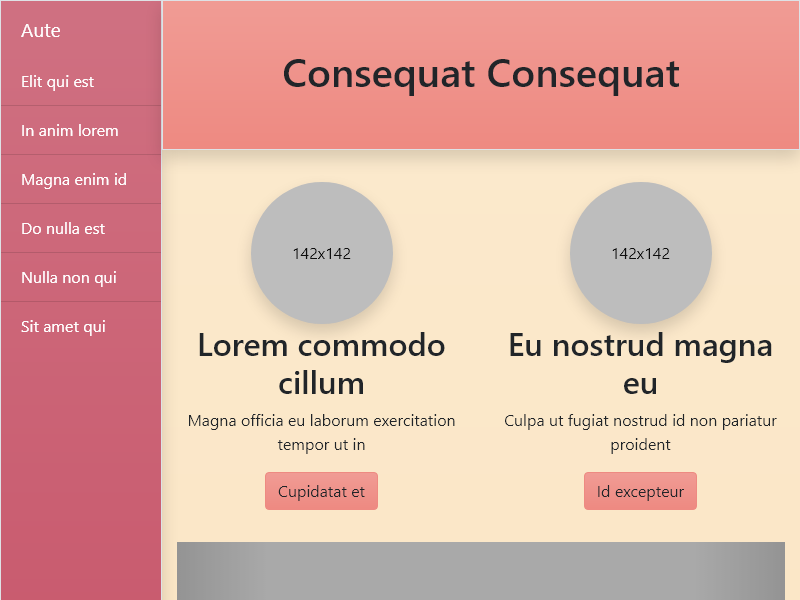 Aute
Elit qui est
In anim lorem
Magna enim id
Do nulla est
Nulla non qui
Sit amet qui
Consequat Consequat
142x142
Lorem commodo
cillum
Magna officia eu laborum exercitation
tempor ut in
Cupidatat et
142x142
Eu nostrud magna
eu
Culpa ut fugiat nostrud id non pariatur
proident
Id excepteur